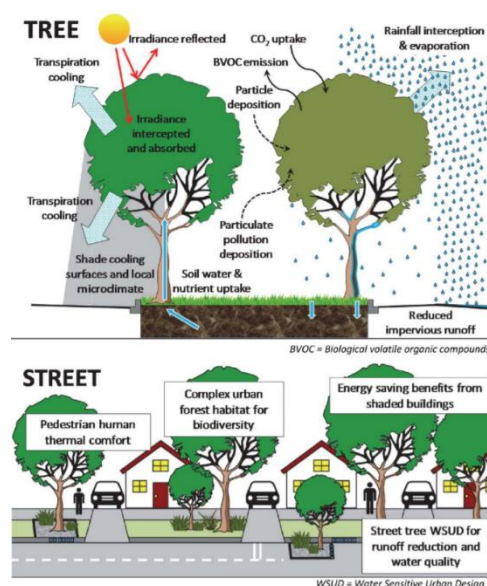 TREE
Irradiance reflected
CO₂ uptake
Rainfall interception
& evaporation
BVOC emission
Transpiration
cooling
Particle
deposition
Irradiance
intercepted
and absorbed
Transpiration
cooling
Particulate
pollution
deposition
Shade cooling
surfaces and local
microclimate
Soil water &
nutrient uptake
Reduced
impervious runoff
BVOC = Biological volatile organic compounds
STREET
Complex urban
forest habitat for
biodiversity
Energy saving benefits from
shaded buildings
Pedestrian human
thermal comfort
Street tree WSUD for
runoff reduction and
water quality
WSUD = Water Sensitive Urban Design